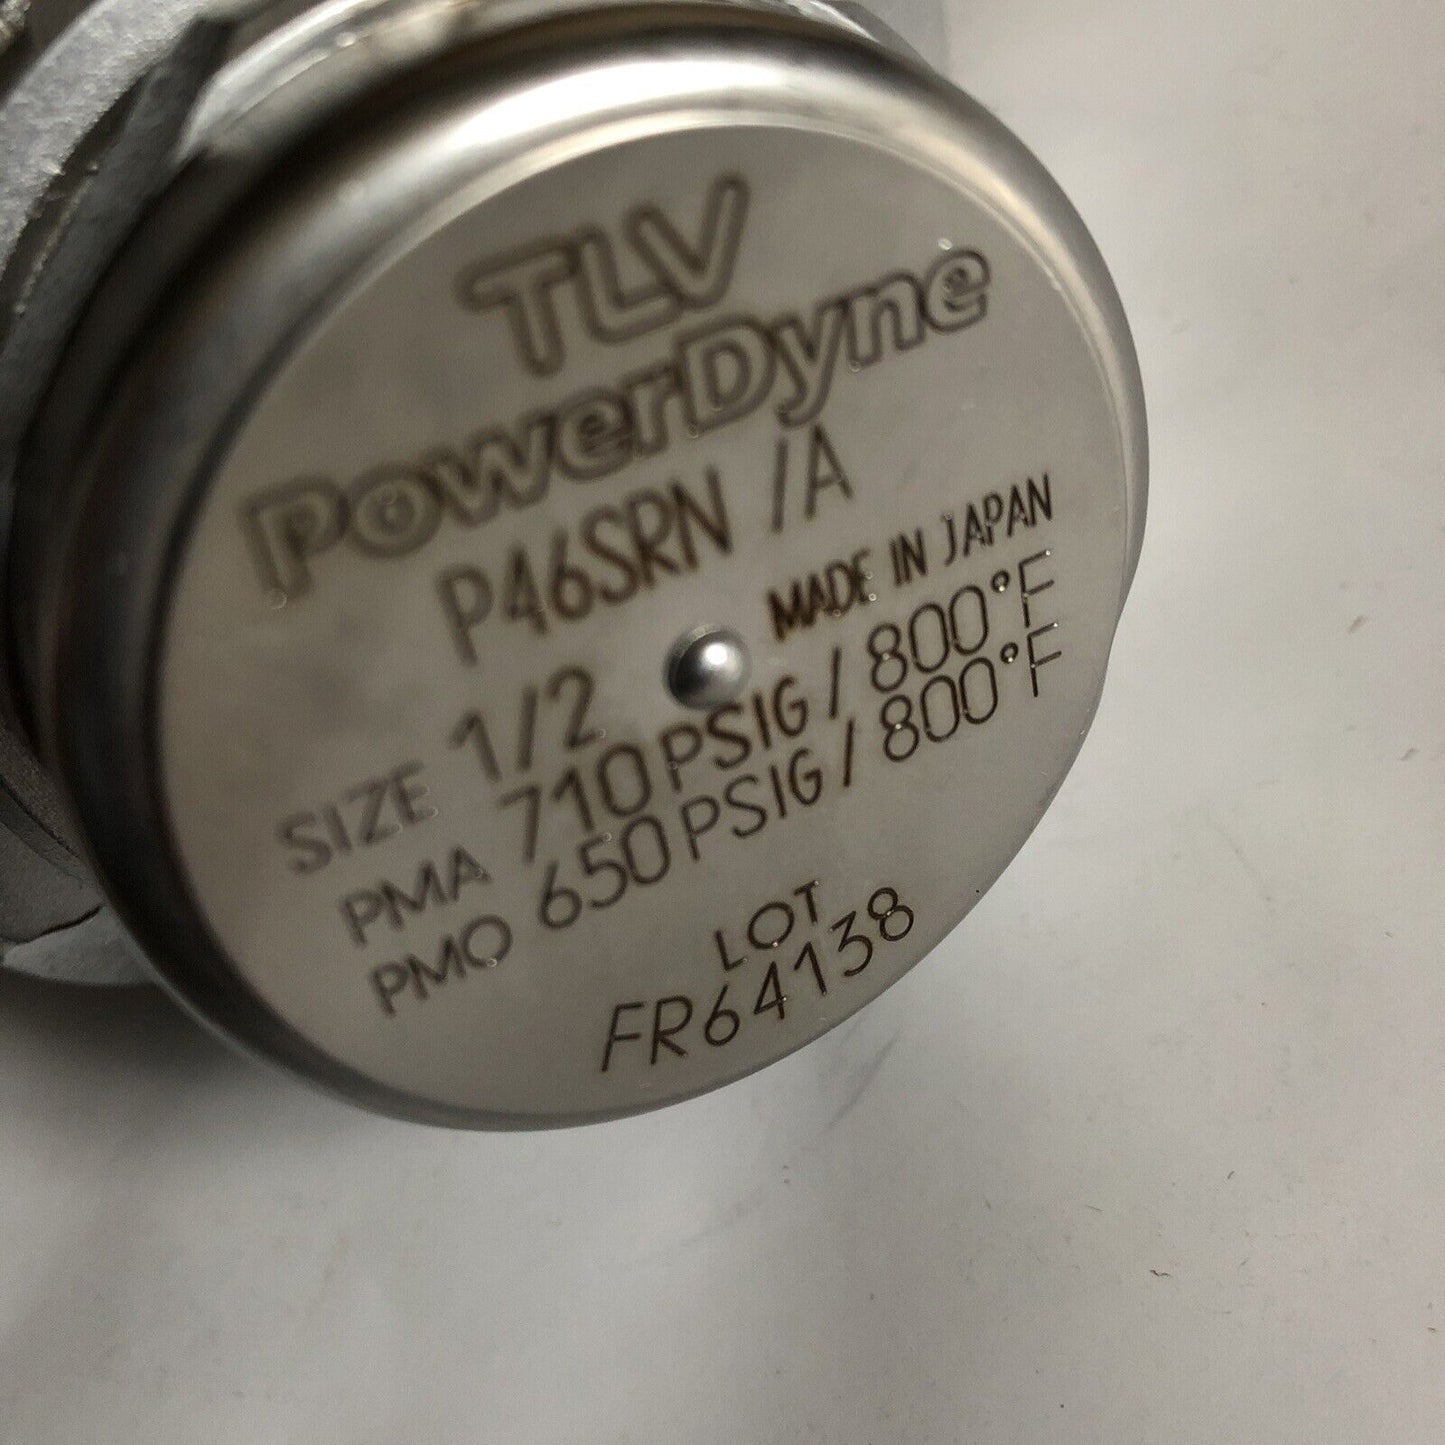 TLV
PowerDyne
P46SRN /A
MADE IN JAPAN
SIZE 1/2
PMA 710 PSIG / 800°F
PMO 650 PSIG / 800°F
LOT
FR64138